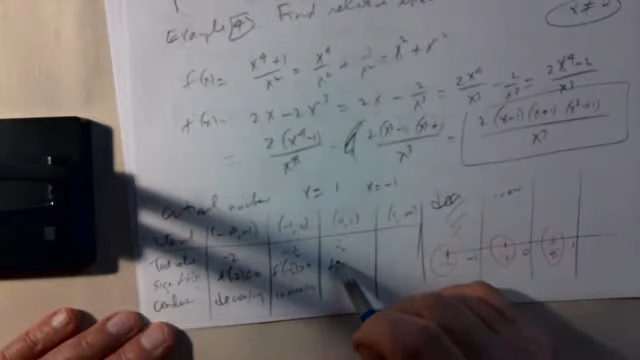 Example 4 Find relative
x ≠ 0
f(x) = (x⁴+1)/x² = x⁴/x² + 1/x² = x² + x⁻²
f'(x) = 2x - 2x⁻³ = 2x - 2/x³ = 2x⁴/x³ - 2/x³ = (2x⁴-2)/x³
= 2(x⁴-1)/x³ = 2(x²-1)(x²+1)/x³ = 2(x-1)(x+1)(x²+1)/x³
critical number x = 1 x = -1
Interval (-∞,-1) (-1,0) (0,1) (1,∞)
Test value -2 -1/2 1/2
sign f'(x) f'(-2)<0 f'(-1/2)>0
Conclusion decreasing increasing
-1 0 1